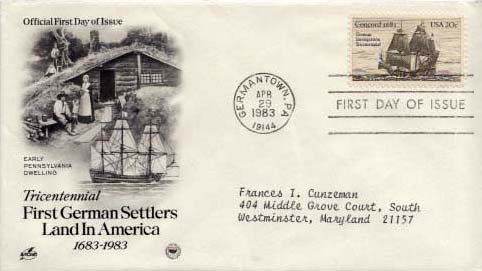 Official First Day of Issue
EARLY
PENNSYLVANIA
DWELLING
Tricentennial
First German Settlers
Land In America
1683-1983
ArtCraft
Concord 1683
German
Immigration
Tricentennial
USA 20c
GERMANTOWN, PA
APR
29
1983
19144
FIRST DAY OF ISSUE
Frances I. Cunzeman
404 Middle Grove Court, South
Westminster, Maryland 21157